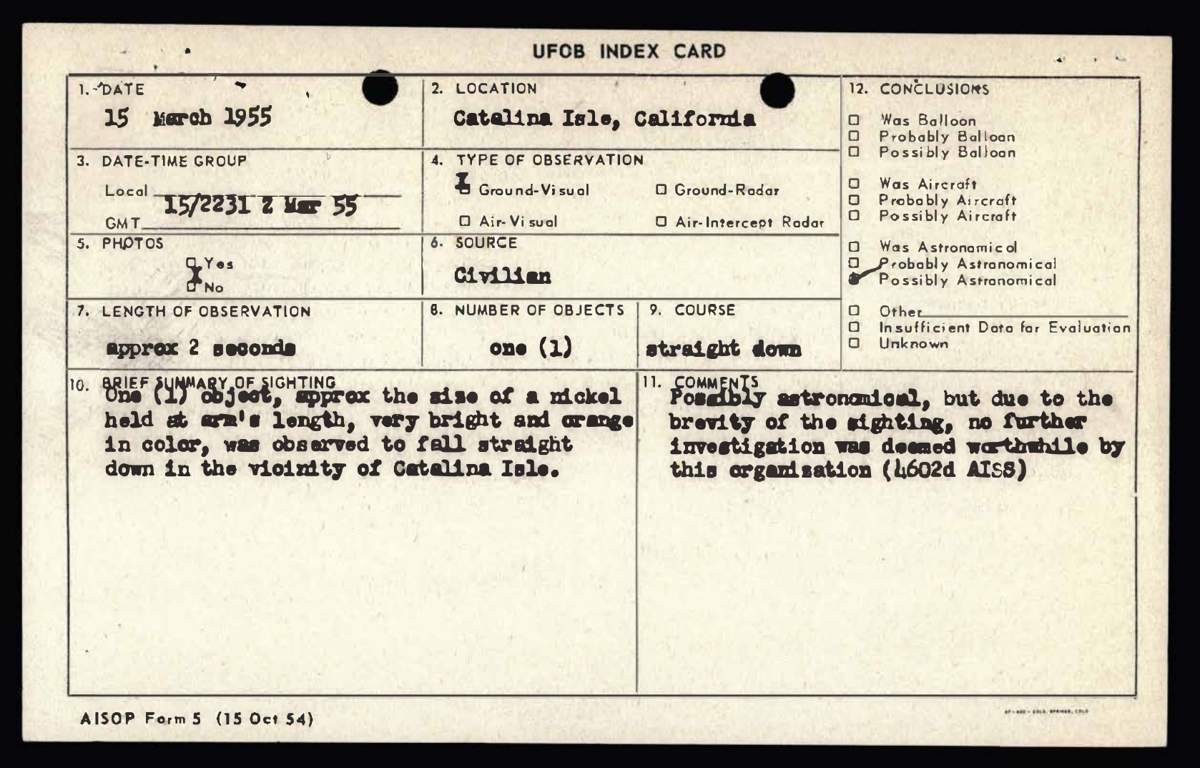 UFOB INDEX CARD
1. DATE
15 March 1955
2. LOCATION
Catalina Isle, California
3. DATE-TIME GROUP
Local
15/2231 Z Mar 55
GMT
4. TYPE OF OBSERVATION
X Ground-Visual
Ground-Radar
Air-Visual
Air-Intercept Radar
5. PHOTOS
Yes
X
No
6. SOURCE
Civilian
7. LENGTH OF OBSERVATION
approx 2 seconds
8. NUMBER OF OBJECTS
one (1)
9. COURSE
straight down
10. BRIEF SUMMARY OF SIGHTING
One (1) object, approx the size of a nickel
held at arm's length, very bright and orange
in color, was observed to fall straight
down in the vicinity of Catalina Isle.
11. COMMENTS
Possibly astronomical, but due to the
brevity of the sighting, no further
investigation was deemed worthwhile by
this organization (4602d AISS)
12. CONCLUSIONS
Was Balloon
Probably Balloon
Possibly Balloon
Was Aircraft
Probably Aircraft
Possibly Aircraft
Was Astronomical
Probably Astronomical
Possibly Astronomical
Other
Insufficient Data for Evaluation
Unknown
AISOP Form 5 (15 Oct 54)